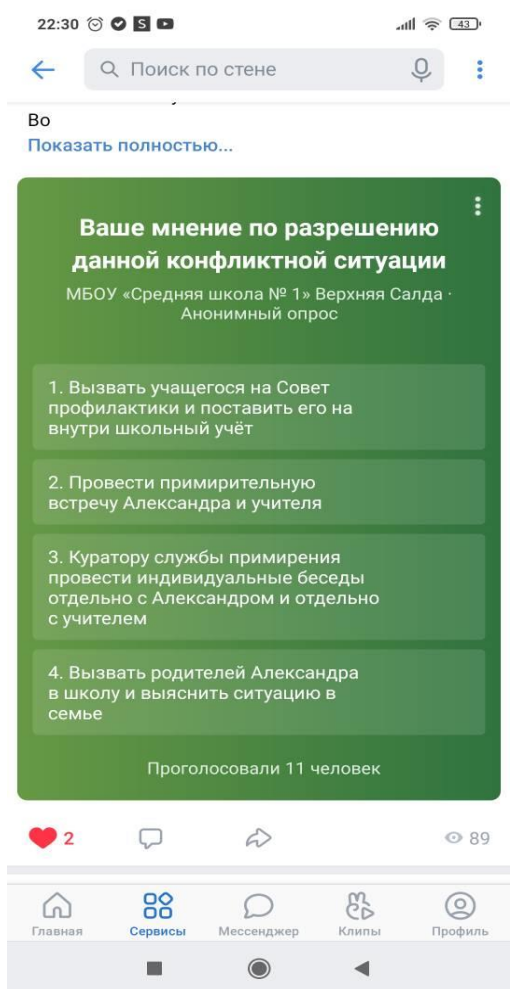 22:30
43
Поиск по стене
Во
Показать полностью...
Ваше мнение по разрешению
данной конфликтной ситуации
МБОУ «Средняя школа № 1» Верхняя Салда ·
Анонимный опрос
1. Вызвать учащегося на Совет
профилактики и поставить его на
внутри школьный учёт
2. Провести примирительную
встречу Александра и учителя
3. Куратору службы примирения
провести индивидуальные беседы
отдельно с Александром и отдельно
с учителем
4. Вызвать родителей Александра
в школу и выяснить ситуацию в
семье
Проголосовали 11 человек
2
89
Главная Сервисы Мессенджер Клипы Профиль